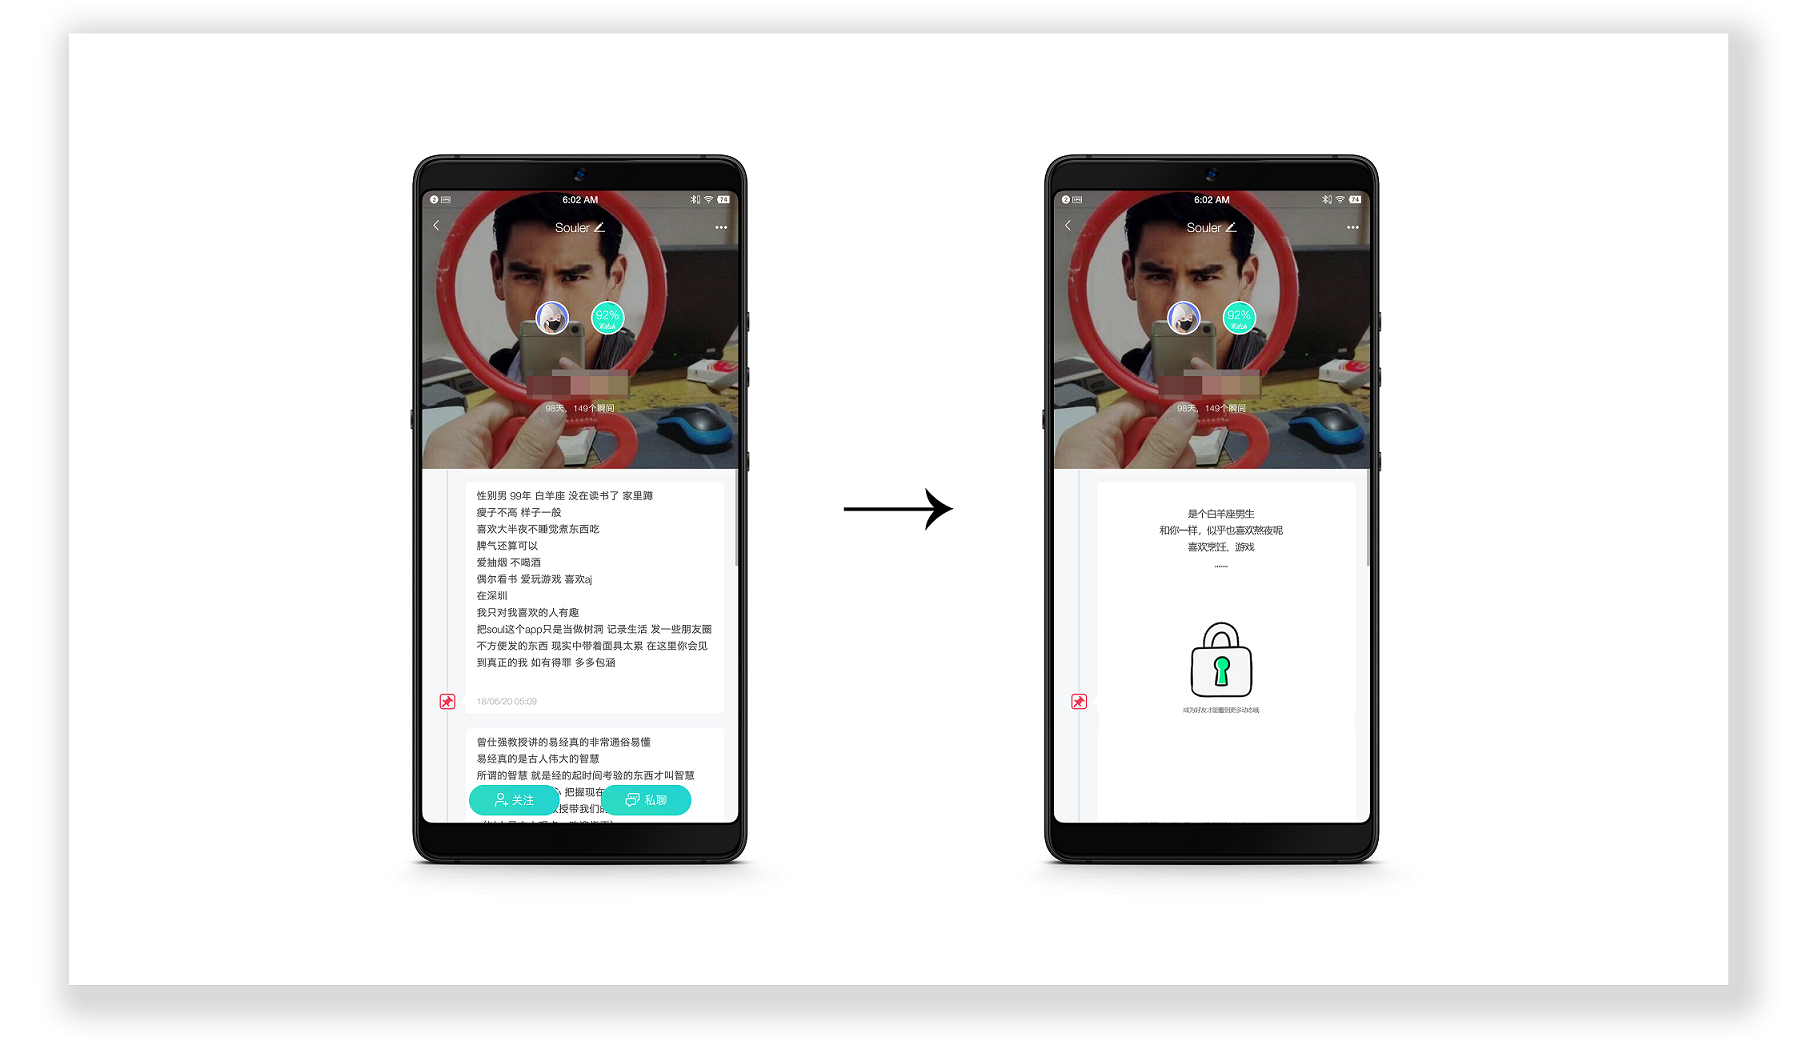 6:02 AM
74
Souler
92%
98天，149个瞬间
性别男 99年 白羊座 没在读书了 家里蹲
瘦子不高 样子一般
喜欢大半夜不睡觉煮东西吃
脾气还算可以
爱抽烟 不喝酒
偶尔看书 爱玩游戏 喜欢aj
在深圳
我只对我喜欢的人有趣
把soul这个app只是当做树洞 记录生活 发一些朋友圈
不方便发的东西 现实中带着面具太累 在这里你会见
到真正的我 如有得罪 多多包涵
18/06/20 05:09
曾仕强教授讲的易经真的非常通俗易懂
易经真的是古人伟大的智慧
所谓的智慧 就是经的起时间考验的东西才叫智慧
把握现在
授带我们的
关注
私聊
6:02 AM
74
Souler
92%
98天，149个瞬间
是个白羊座男生
和你一样，似乎也喜欢熬夜呢
喜欢烹饪、游戏
......
成为好友才能看到更多动态哦